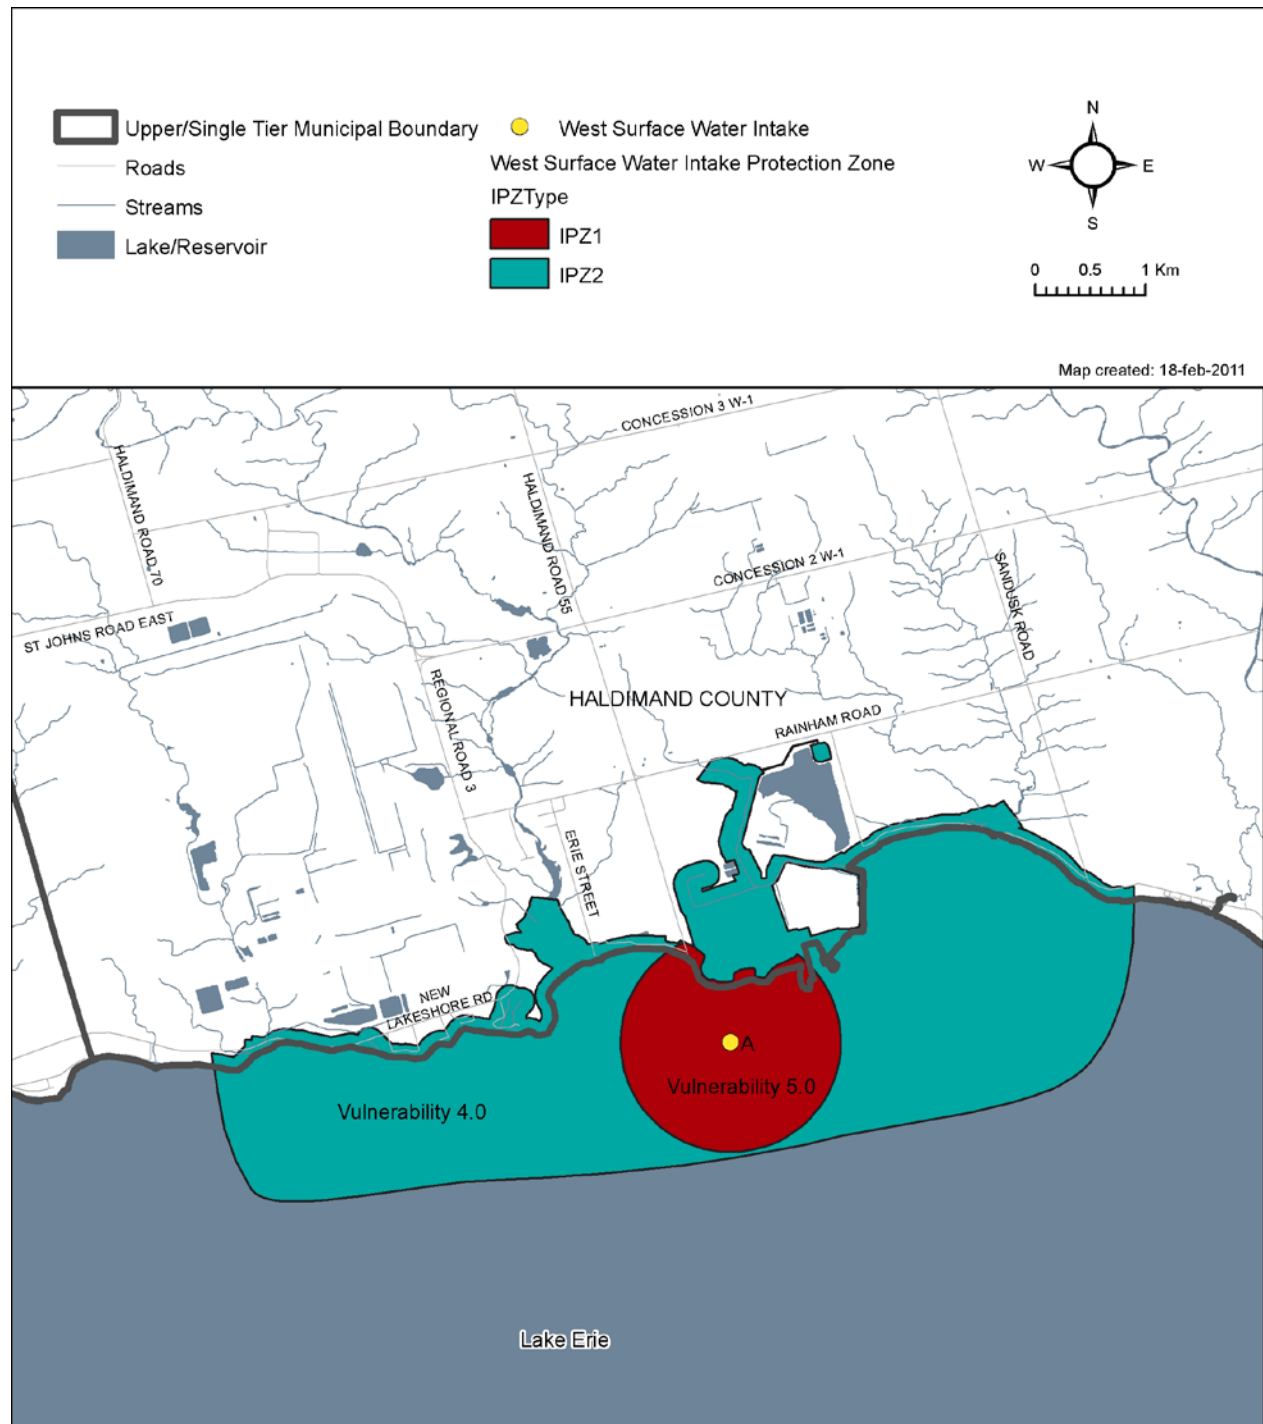 Upper/Single Tier Municipal Boundary
Roads
Streams
Lake/Reservoir
West Surface Water Intake
West Surface Water Intake Protection Zone
IPZType
IPZ1
IPZ2
N
W E
S
0 0.5 1 Km
Map created: 18-feb-2011
CONCESSION 3 W-1
HALDIMAND ROAD 70
HALDIMAND ROAD 55
CONCESSION 2 W-1
SANDUSK ROAD
ST JOHNS ROAD EAST
REGIONAL ROAD 3
HALDIMAND COUNTY
RAINHAM ROAD
ERIE STREET
NEW
LAKESHORE RD
A
Vulnerability 5.0
Vulnerability 4.0
Lake Erie